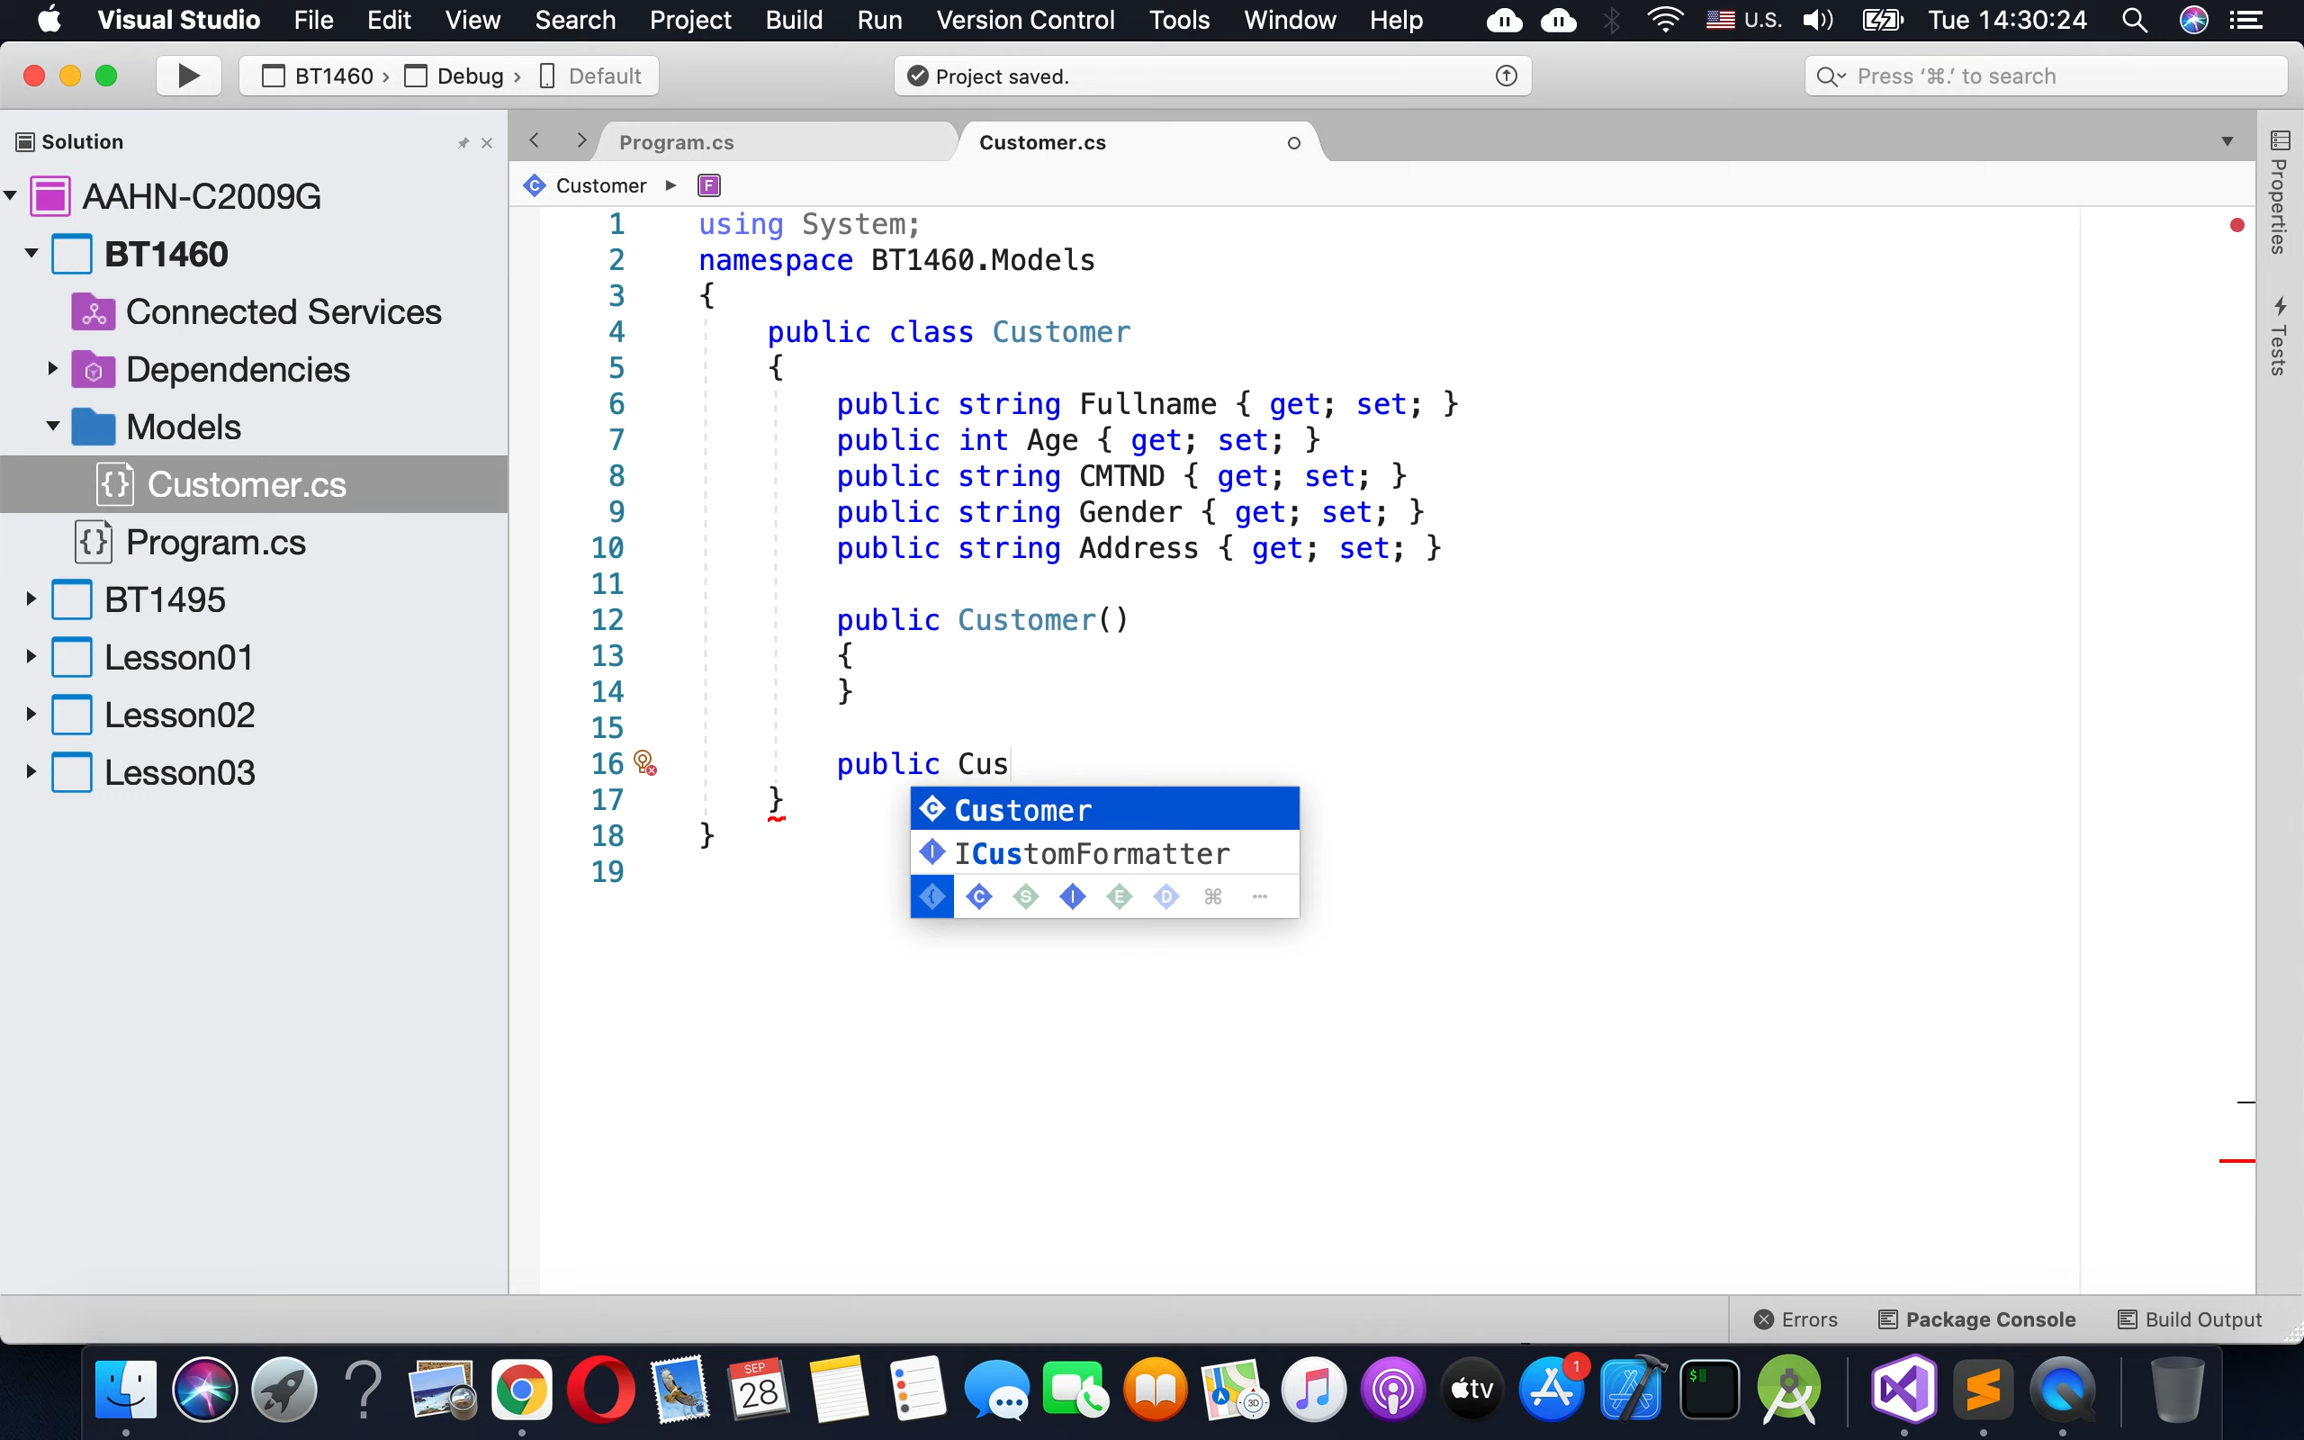 Visual Studio File Edit View Search Project Build Run Version Control Tools Window Help U.S. Tue 14:30:24
BT1460 › Debug › Default
Project saved.
Press ‘⌘.’ to search
Solution
AAHN-C2009G
BT1460
Connected Services
Dependencies
Models
Customer.cs
Program.cs
BT1495
Lesson01
Lesson02
Lesson03
Program.cs
Customer.cs
C Customer F
1 using System;
2 namespace BT1460.Models
3 {
4 public class Customer
5 {
6 public string Fullname { get; set; }
7 public int Age { get; set; }
8 public string CMTND { get; set; }
9 public string Gender { get; set; }
10 public string Address { get; set; }
11
12 public Customer()
13 {
14 }
15
16 public Cus
17 }
18 }
19
C Customer
I ICustomFormatter
{ C S I E D ⌘ ···
Properties
Tests
Errors Package Console Build Output
SEP
28
3D
tv
1
$